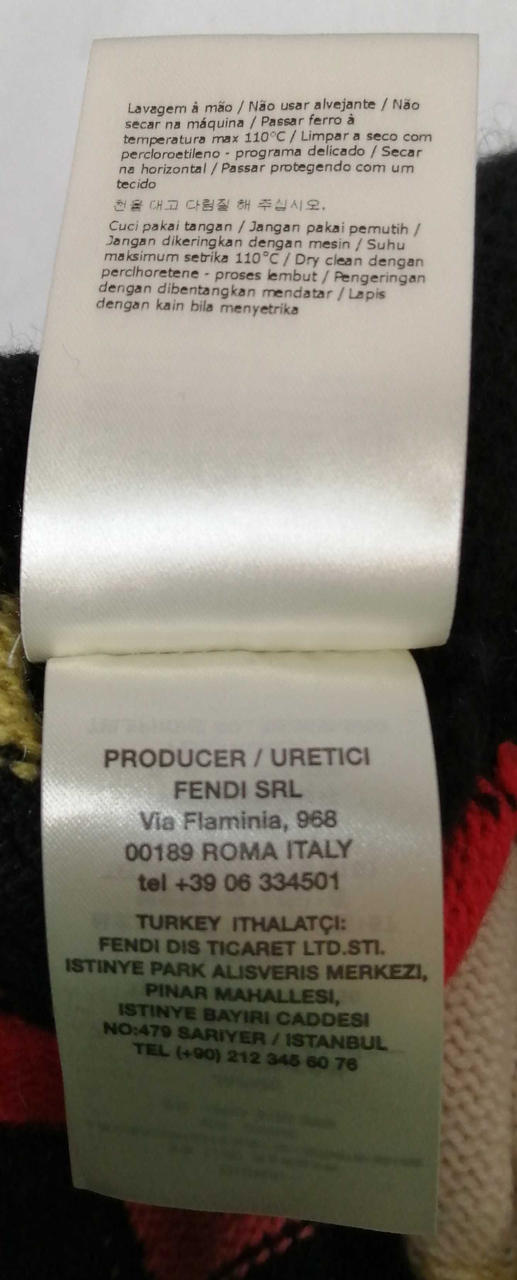 Lavagem à mão / Não usar alvejante / Não
secar na máquina / Passar ferro à
temperatura max 110°C / Limpar a seco com
percloroetileno - programa delicado / Secar
na horizontal / Passar protegendo com um
tecido
천을 대고 다림질 해 주십시오.
Cuci pakai tangan / Jangan pakai pemutih /
Jangan dikeringkan dengan mesin / Suhu
maksimum setrika 110°C / Dry clean dengan
perclhoretene - proses lembut / Pengeringan
dengan dibentangkan mendatar / Lapis
dengan kain bila menyetrika
PRODUCER / URETICI
FENDI SRL
Via Flaminia, 968
00189 ROMA ITALY
tel +39 06 334501
TURKEY ITHALATÇI:
FENDI DIS TICARET LTD.STI.
ISTINYE PARK ALISVERIS MERKEZI,
PINAR MAHALLESI,
ISTINYE BAYIRI CADDESI
NO:479 SARIYER / ISTANBUL
TEL (+90) 212 345 60 76